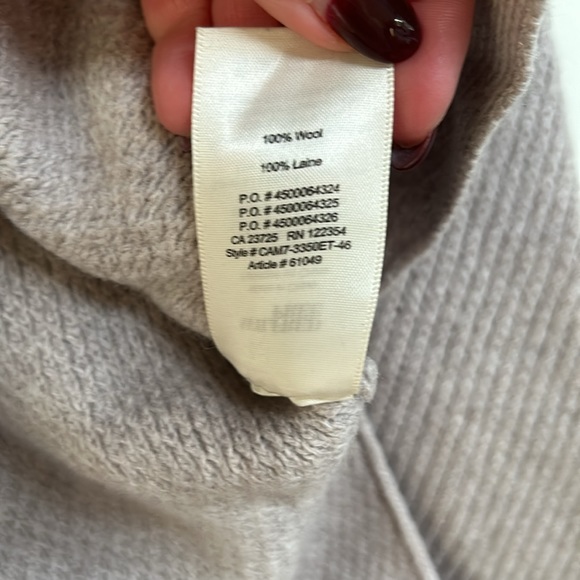 100% Wool
100% Laine
P.O. # 4500064324
P.O. # 4500064325
P.O. # 4500064326
CA 23725 RN 122354
Style # CAM7-3350ET-46
Article # 61049